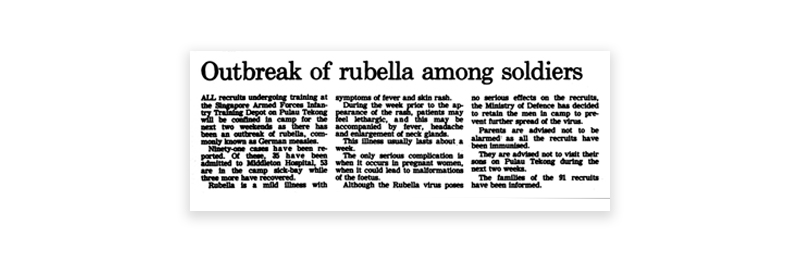 Outbreak of rubella among soldiers
ALL recruits undergoing training at
the Singapore Armed Forces Infan-
try Training Depot on Pulau Tekong
will be confined in camp for the
next two weekends as there has
been an outbreak of rubella, com-
monly known as German measles.
Ninety-one cases have been re-
ported. Of these, 35 have been
admitted to Middleton Hospital, 53
are in the camp sick-bay while
three more have recovered.
Rubella is a mild illness with
symptoms of fever and skin rash.
During the week prior to the ap-
pearance of the rash, patients may
feel lethargic, and this may be
accompanied by fever, headache
and enlargement of neck glands.
This illness usually lasts about a
week.
The only serious complication is
when it occurs in pregnant women,
when it could lead to malformations
of the foetus.
Although the Rubella virus poses
no serious effects on the recruits,
the Ministry of Defence has decided
to retain the men in camp to pre-
vent further spread of the virus.
Parents are advised not to be
alarmed as all the recruits have
been immunised.
They are advised not to visit their
sons on Pulau Tekong during the
next two weeks.
The families of the 91 recruits
have been informed.